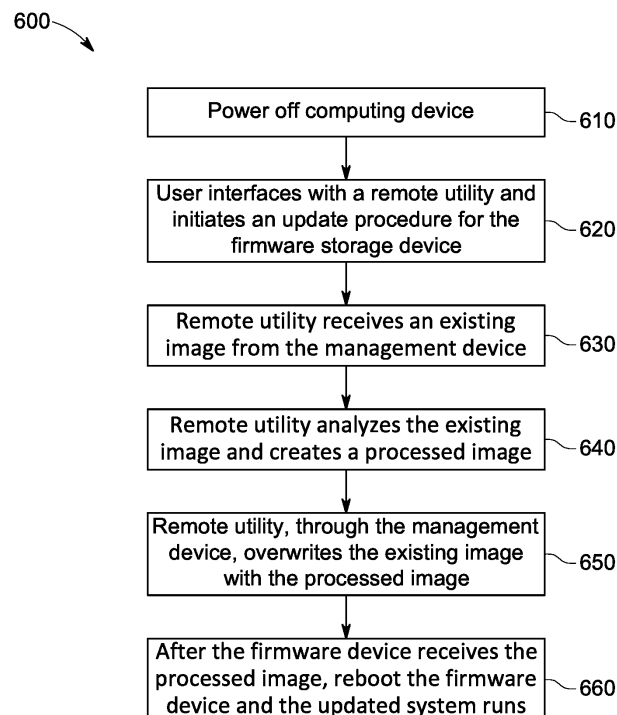 600
Power off computing device
610
User interfaces with a remote utility and
initiates an update procedure for the
firmware storage device
620
Remote utility receives an existing
image from the management device
630
Remote utility analyzes the existing
image and creates a processed image
640
Remote utility, through the management
device, overwrites the existing image
with the processed image
650
After the firmware device receives the
processed image, reboot the firmware
device and the updated system runs
660